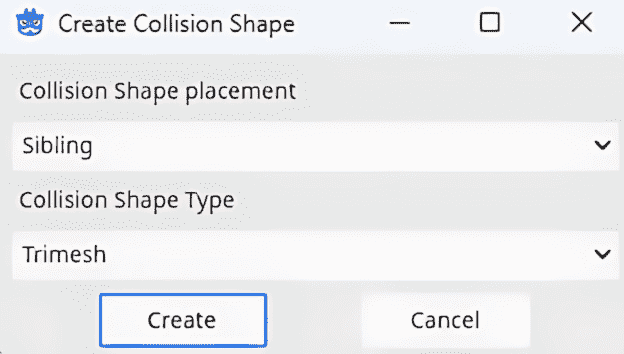 Create Collision Shape
Collision Shape placement
Sibling
Collision Shape Type
Trimesh
Create Cancel